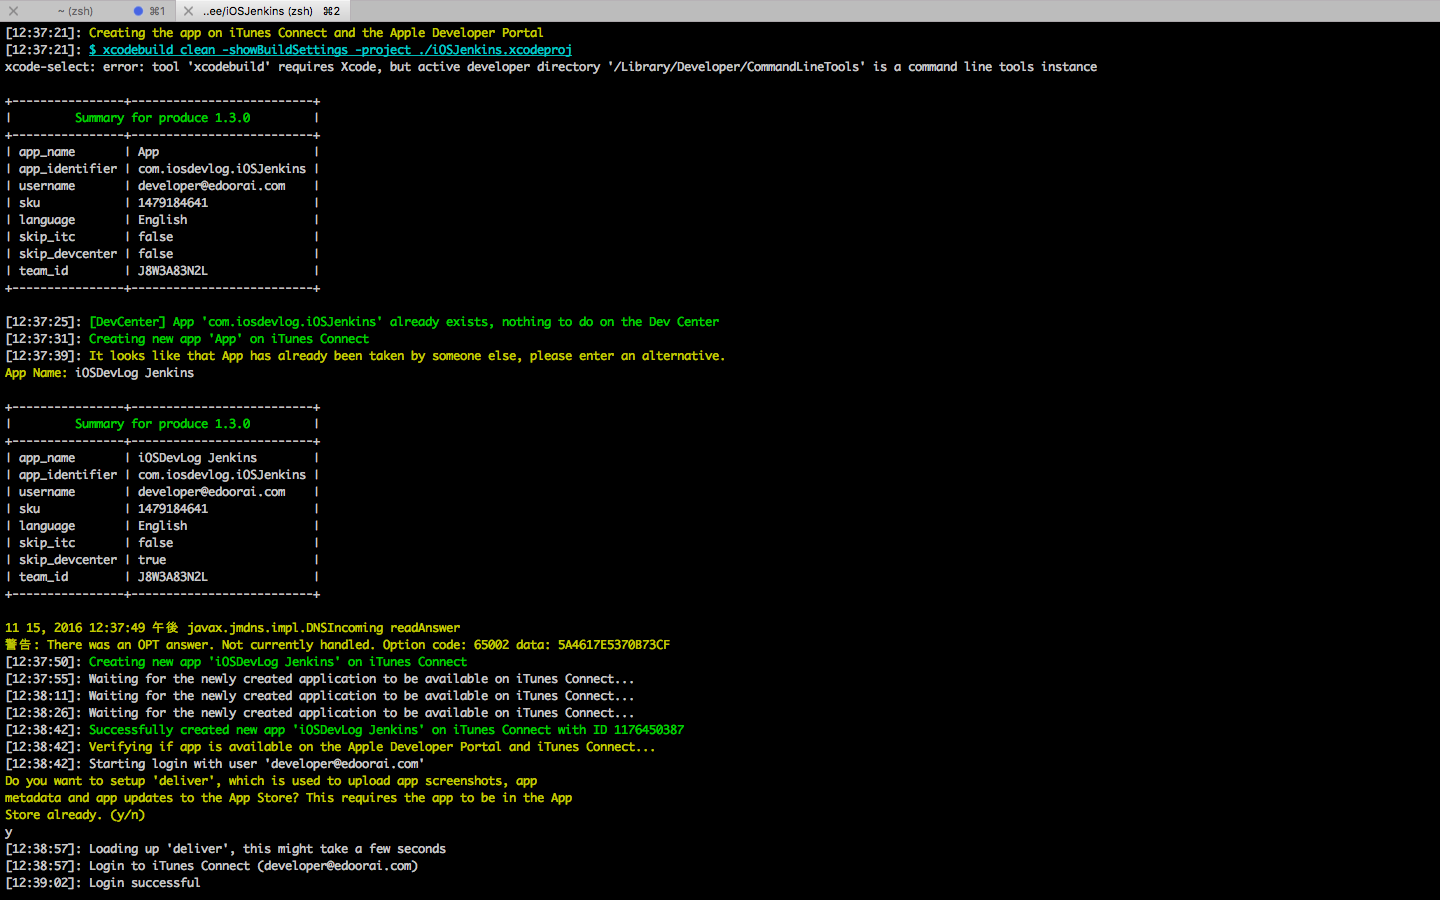 ~ (zsh) ⌘1 ..ee/iOSJenkins (zsh) ⌘2
[12:37:21]: Creating the app on iTunes Connect and the Apple Developer Portal
[12:37:21]: $ xcodebuild clean -showBuildSettings -project ./iOSJenkins.xcodeproj
xcode-select: error: tool 'xcodebuild' requires Xcode, but active developer directory '/Library/Developer/CommandLineTools' is a command line tools instance
+----------------+--------------------------+
| Summary for produce 1.3.0 |
+----------------+--------------------------+
| app_name | App |
| app_identifier | com.iosdevlog.iOSJenkins |
| username | developer@edoorai.com |
| sku | 1479184641 |
| language | English |
| skip_itc | false |
| skip_devcenter | false |
| team_id | J8W3A83N2L |
+----------------+--------------------------+
[12:37:25]: [DevCenter] App 'com.iosdevlog.iOSJenkins' already exists, nothing to do on the Dev Center
[12:37:31]: Creating new app 'App' on iTunes Connect
[12:37:39]: It looks like that App has already been taken by someone else, please enter an alternative.
App Name: iOSDevLog Jenkins
+----------------+--------------------------+
| Summary for produce 1.3.0 |
+----------------+--------------------------+
| app_name | iOSDevLog Jenkins |
| app_identifier | com.iosdevlog.iOSJenkins |
| username | developer@edoorai.com |
| sku | 1479184641 |
| language | English |
| skip_itc | false |
| skip_devcenter | true |
| team_id | J8W3A83N2L |
+----------------+--------------------------+
11 15, 2016 12:37:49 午後 javax.jmdns.impl.DNSIncoming readAnswer
警告: There was an OPT answer. Not currently handled. Option code: 65002 data: 5A4617E5370B73CF
[12:37:50]: Creating new app 'iOSDevLog Jenkins' on iTunes Connect
[12:37:55]: Waiting for the newly created application to be available on iTunes Connect...
[12:38:11]: Waiting for the newly created application to be available on iTunes Connect...
[12:38:26]: Waiting for the newly created application to be available on iTunes Connect...
[12:38:42]: Successfully created new app 'iOSDevLog Jenkins' on iTunes Connect with ID 1176450387
[12:38:42]: Verifying if app is available on the Apple Developer Portal and iTunes Connect...
[12:38:42]: Starting login with user 'developer@edoorai.com'
Do you want to setup 'deliver', which is used to upload app screenshots, app
metadata and app updates to the App Store? This requires the app to be in the App
Store already. (y/n)
y
[12:38:57]: Loading up 'deliver', this might take a few seconds
[12:38:57]: Login to iTunes Connect (developer@edoorai.com)
[12:39:02]: Login successful